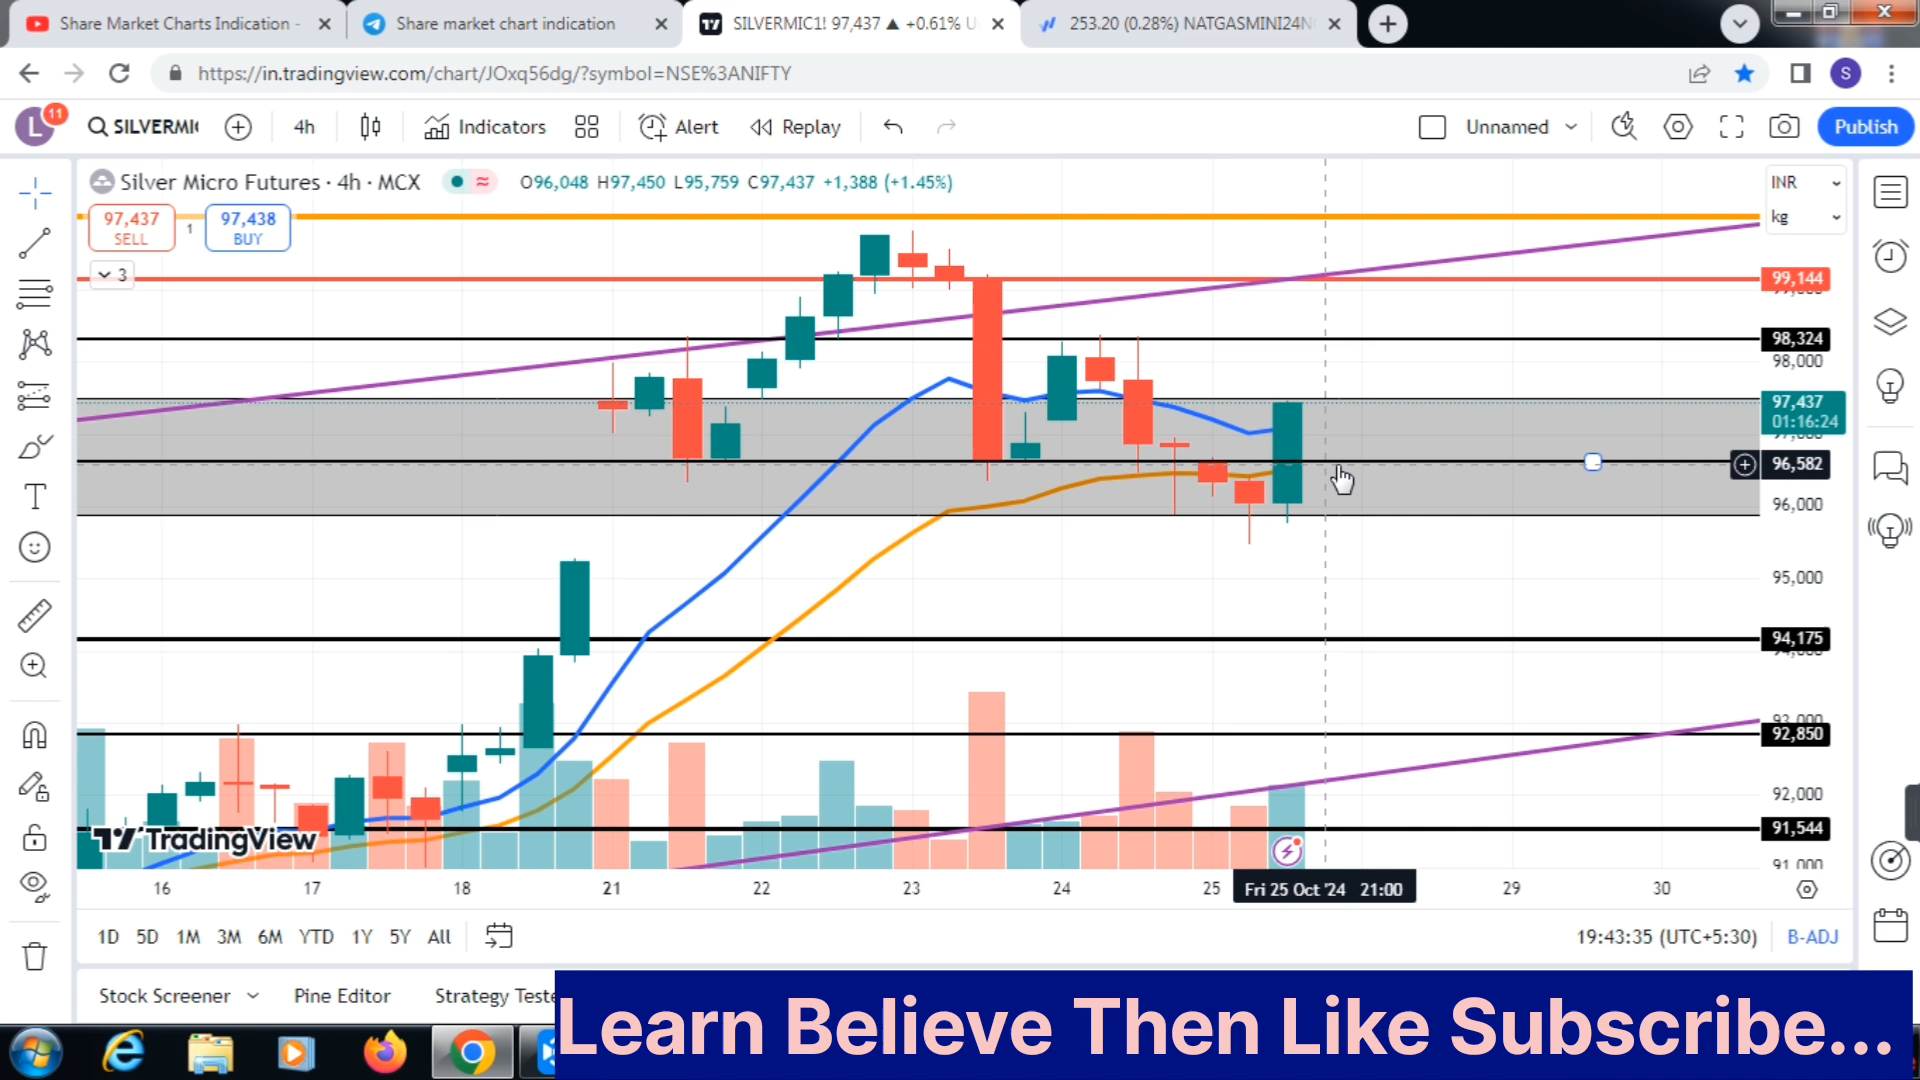 Share Market Charts Indication -
Share market chart indication
SILVERMIC1! 97,437 ▲ +0.61% U
253.20 (0.28%) NATGASMINI24N
https://in.tradingview.com/chart/JOxq56dg/?symbol=NSE%3ANIFTY
S
L
11
SILVERMI
4h
Indicators
Alert
Replay
Unnamed
Publish
Silver Micro Futures · 4h · MCX
O96,048 H97,450 L95,759 C97,437 +1,388 (+1.45%)
INR
kg
97,437
SELL
1
97,438
BUY
3
99,144
98,324
98,000
97,437
01:16:24
96,582
96,000
95,000
94,175
92,850
92,000
91,544
91,000
TradingView
16
17
18
21
22
23
24
25
Fri 25 Oct '24 21:00
29
30
1D
5D
1M
3M
6M
YTD
1Y
5Y
All
19:43:35 (UTC+5:30)
B-ADJ
Stock Screener
Pine Editor
Strategy Teste
Learn Believe Then Like Subscribe...